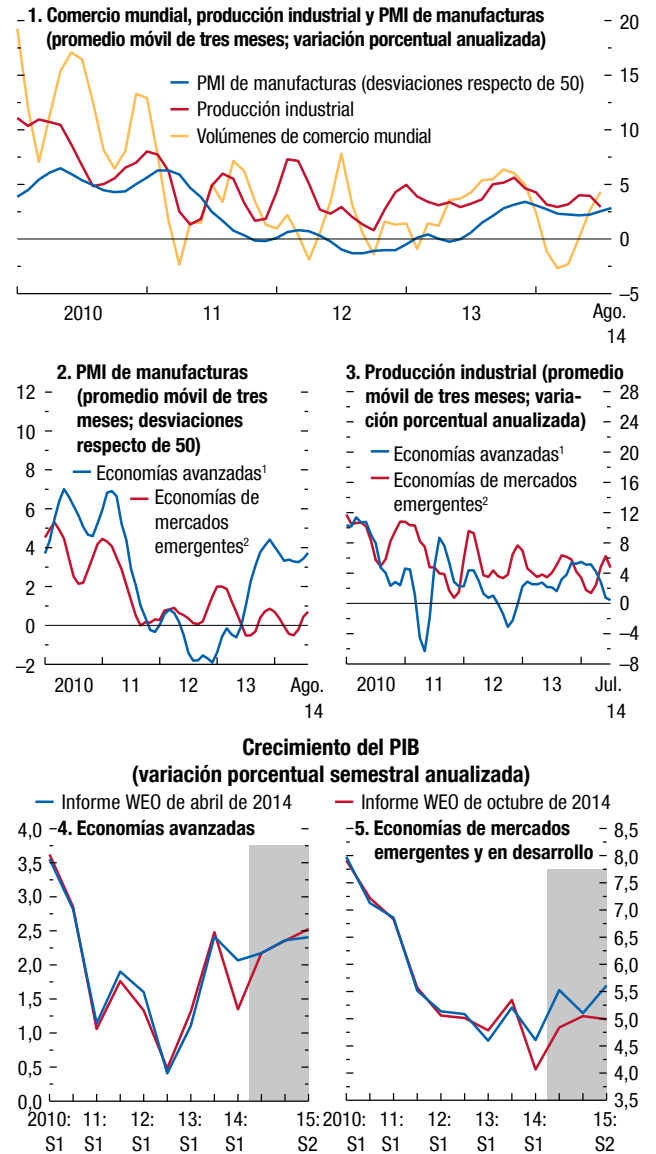 1. Comercio mundial, producción industrial y PMI de manufacturas
(promedio móvil de tres meses; variación porcentual anualizada)
PMI de manufacturas (desviaciones respecto de 50)
Producción industrial
Volúmenes de comercio mundial
20
15
10
5
0
–5
2010 11 12 13 Ago.
14
2. PMI de manufacturas
(promedio móvil de tres
meses; desviaciones
respecto de 50)
Economías avanzadas¹
Economías de
mercados
emergentes²
12
10
8
6
4
2
0
–2
2010 11 12 13 Ago.
14
3. Producción industrial (promedio
móvil de tres meses; varia-
ción porcentual anualizada)
Economías avanzadas¹
Economías de mercados
emergentes²
28
24
20
16
12
8
4
0
–4
–8
2010 11 12 13 Jul.
14
Crecimiento del PIB
(variación porcentual semestral anualizada)
Informe WEO de abril de 2014 Informe WEO de octubre de 2014
4. Economías avanzadas
4,0
3,5
3,0
2,5
2,0
1,5
1,0
0,5
0,0
2010: 11: 12: 13: 14: 15:
S1 S1 S1 S1 S1 S2
5. Economías de mercados
emergentes y en desarrollo
8,5
8,0
7,5
7,0
6,5
6,0
5,5
5,0
4,5
4,0
3,5
2010: 11: 12: 13: 14: 15:
S1 S1 S1 S1 S1 S2